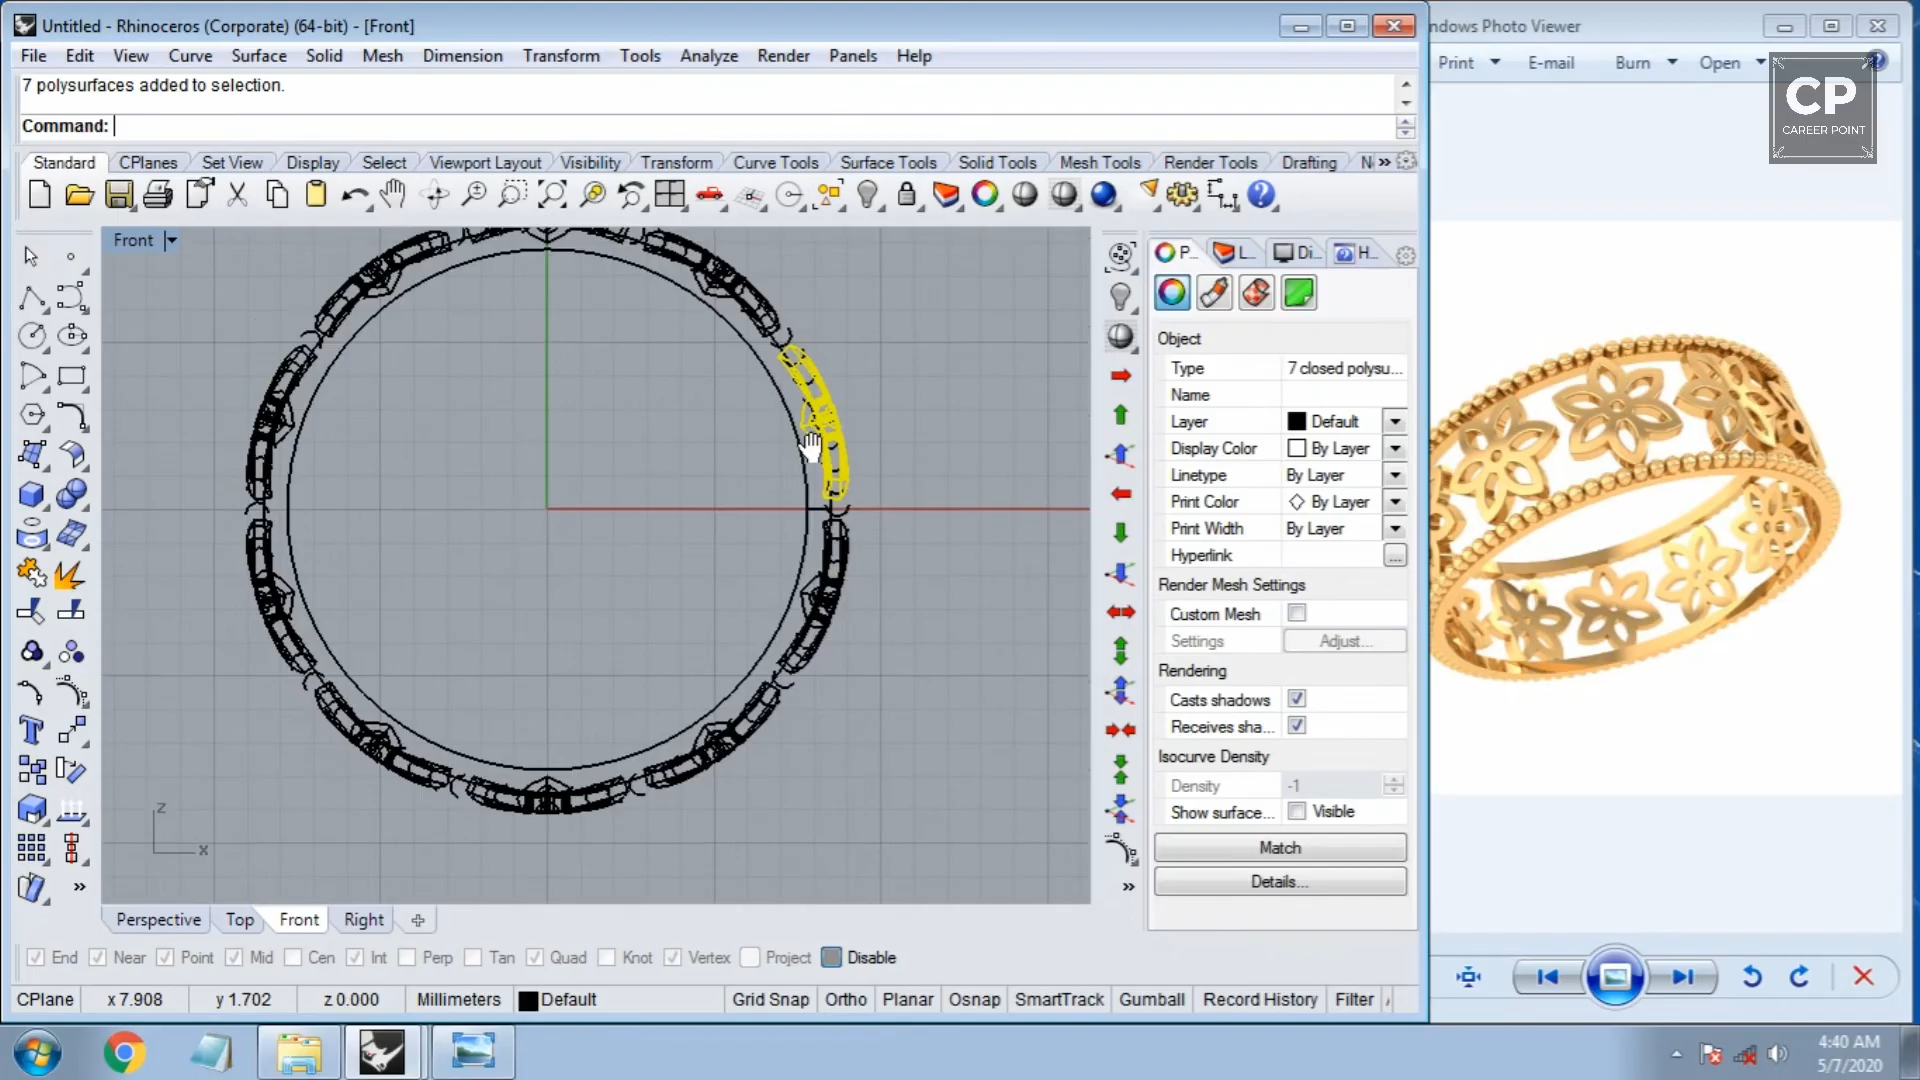 Untitled - Rhinoceros (Corporate) (64-bit) - [Front]
File Edit View Curve Surface Solid Mesh Dimension Transform Tools Analyze Render Panels Help
7 polysurfaces added to selection.
Command:
Standard CPlanes Set View Display Select Viewport Layout Visibility Transform Curve Tools Surface Tools Solid Tools Mesh Tools Render Tools Drafting N
Front
P... L... Di... H...
Object
Type 7 closed polysu...
Name
Layer Default
Display Color By Layer
Linetype By Layer
Print Color By Layer
Print Width By Layer
Hyperlink ...
Render Mesh Settings
Custom Mesh
Settings Adjust...
Rendering
Casts shadows
Receives sha...
Isocurve Density
Density -1
Show surface... Visible
Match
Details...
z
x
Perspective Top Front Right
End Near Point Mid Cen Int Perp Tan Quad Knot Vertex Project Disable
CPlane x 7.908 y 1.702 z 0.000 Millimeters Default Grid Snap Ortho Planar Osnap SmartTrack Gumball Record History Filter
ndows Photo Viewer
Print E-mail Burn Open
CP
CAREER POINT
4:40 AM
5/7/2020